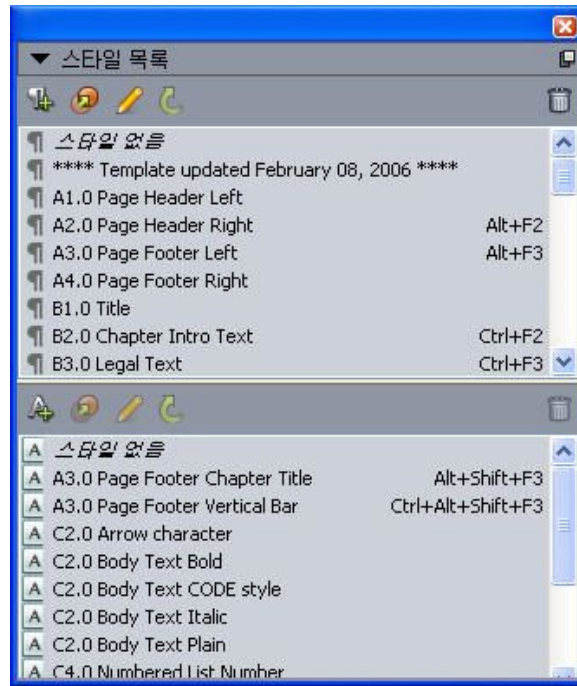 스타일 목록
스타일 없음
**** Template updated February 08, 2006 ****
A1.0 Page Header Left
A2.0 Page Header Right Alt+F2
A3.0 Page Footer Left Alt+F3
A4.0 Page Footer Right
B1.0 Title
B2.0 Chapter Intro Text Ctrl+F2
B3.0 Legal Text Ctrl+F3
스타일 없음
A3.0 Page Footer Chapter Title Alt+Shift+F3
A3.0 Page Footer Vertical Bar Ctrl+Alt+Shift+F3
C2.0 Arrow character
C2.0 Body Text Bold
C2.0 Body Text CODE style
C2.0 Body Text Italic
C2.0 Body Text Plain
C4.0 Numbered List Number